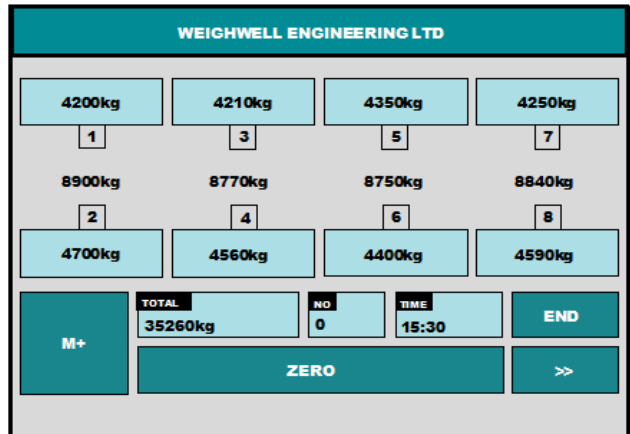 WEIGHWELL ENGINEERING LTD
4200kg 4210kg 4350kg 4250kg
1 3 5 7
8900kg 8770kg 8750kg 8840kg
2 4 6 8
4700kg 4560kg 4400kg 4590kg
M+
TOTAL NO TIME
35260kg 0 15:30
END
ZERO
>>